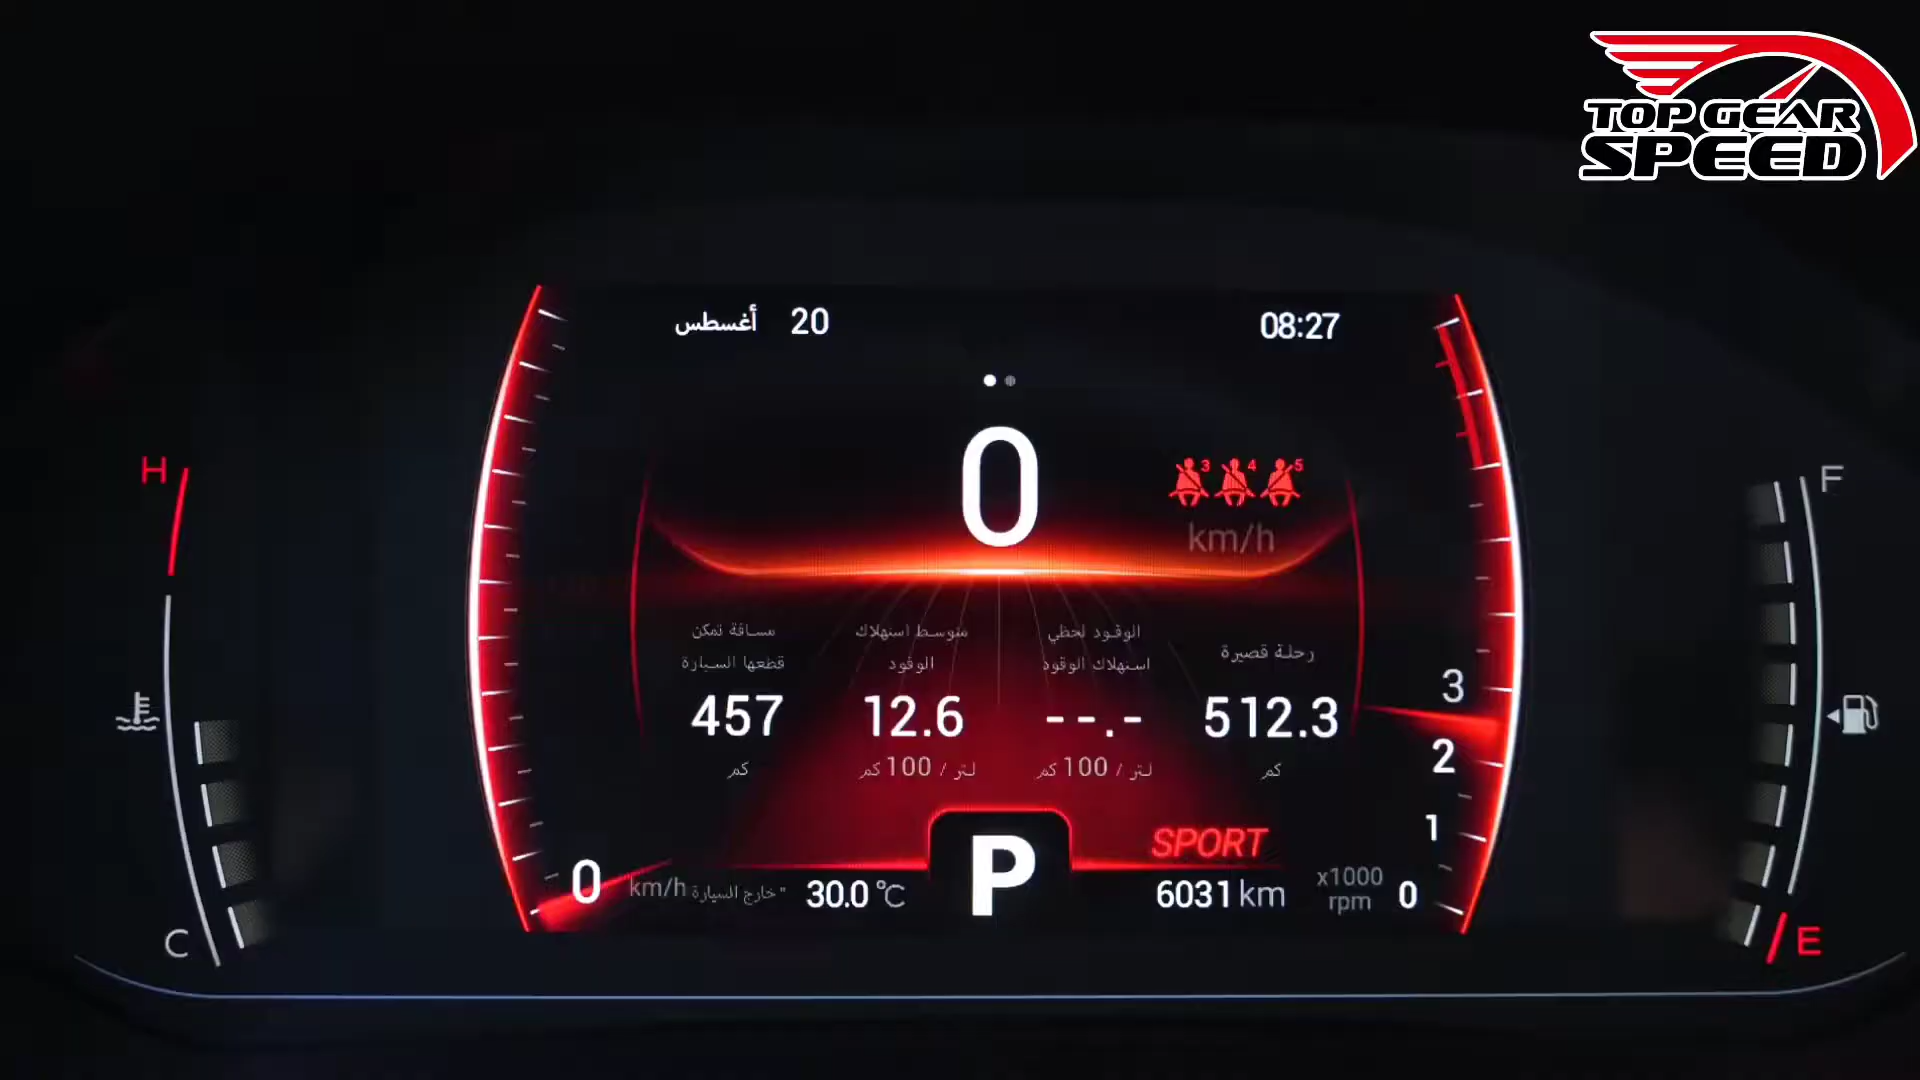 TOP GEAR
SPEED
20 أغسطس
08:27
0
3 4 5
km/h
H
F
مسافة تمكن
قطعها السيارة
457
كم
متوسط استهلاك
الوقود
12.6
لتر / 100 كم
الوقود لحظي
استهلاك الوقود
--.-
لتر / 100 كم
رحلة قصيرة
512.3
كم
3
2
1
0
x1000
rpm
0 km/h
خارج السيارة"
30.0 °C
P
SPORT
6031 km
C
E